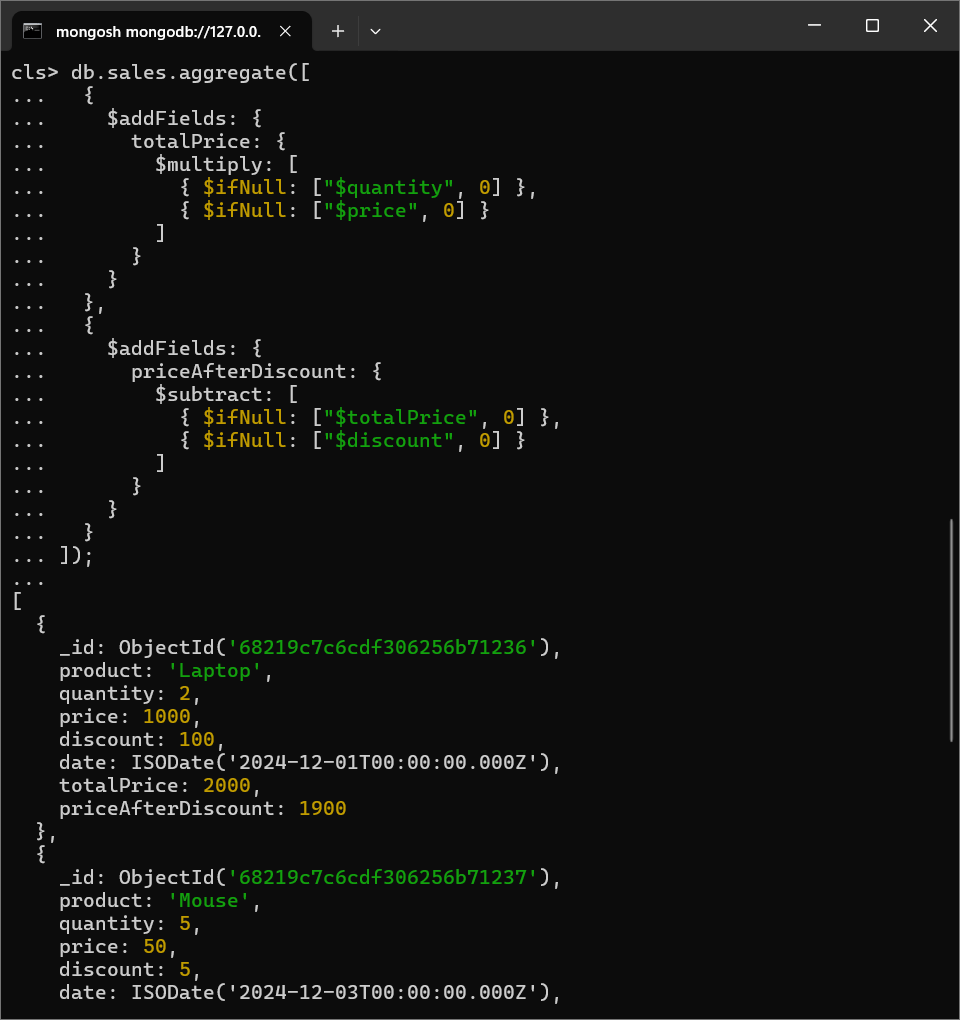 mongosh mongodb://127.0.0.
cls> db.sales.aggregate([
...   {
...     $addFields: {
...       totalPrice: {
...         $multiply: [
...           { $ifNull: ["$quantity", 0] },
...           { $ifNull: ["$price", 0] }
...         ]
...       }
...     }
...   },
...   {
...     $addFields: {
...       priceAfterDiscount: {
...         $subtract: [
...           { $ifNull: ["$totalPrice", 0] },
...           { $ifNull: ["$discount", 0] }
...         ]
...       }
...     }
...   }
... ]);
...
[
  {
    _id: ObjectId('68219c7c6cdf306256b71236'),
    product: 'Laptop',
    quantity: 2,
    price: 1000,
    discount: 100,
    date: ISODate('2024-12-01T00:00:00.000Z'),
    totalPrice: 2000,
    priceAfterDiscount: 1900
  },
  {
    _id: ObjectId('68219c7c6cdf306256b71237'),
    product: 'Mouse',
    quantity: 5,
    price: 50,
    discount: 5,
    date: ISODate('2024-12-03T00:00:00.000Z'),